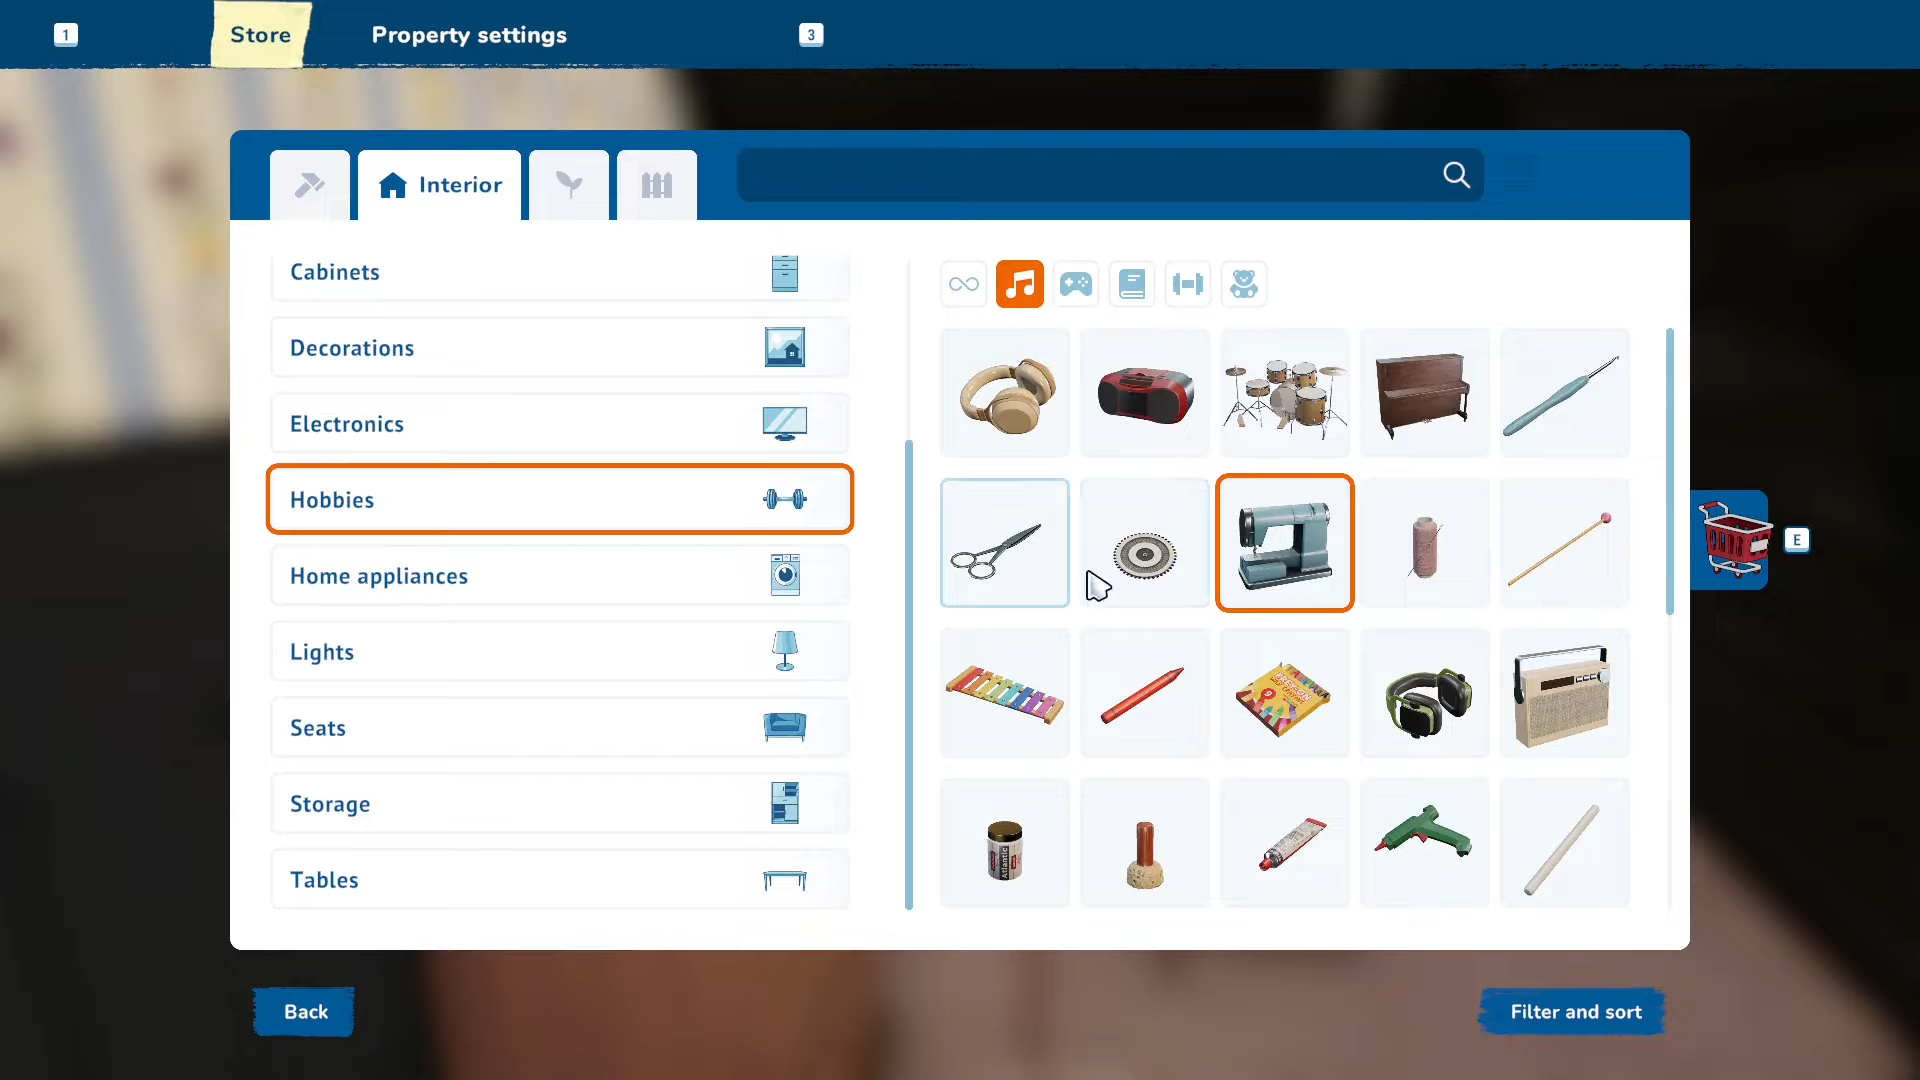 1
Store
Property settings
3
Interior
Cabinets
Decorations
Electronics
Hobbies
Home appliances
Lights
Seats
Storage
Tables
Atlantic
E
Back
Filter and sort